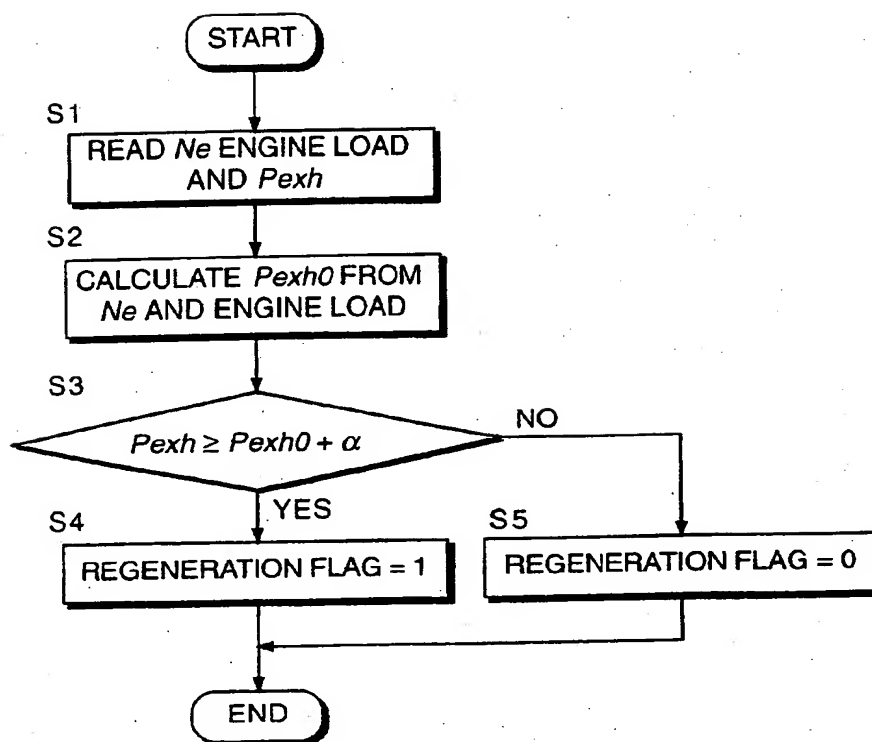 START
S1
READ Ne ENGINE LOAD
AND Pexh
S2
CALCULATE Pexh0 FROM
Ne AND ENGINE LOAD
S3
Pexh ≥ Pexh0 + α
NO
YES
S4
REGENERATION FLAG = 1
S5
REGENERATION FLAG = 0
END